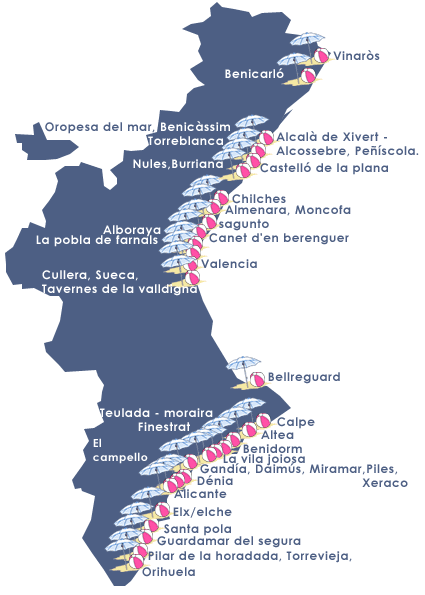 Vinaròs
Benicarló
Oropesa del mar, Benicàssim
Torreblanca
Alcalà de Xivert -
Alcossebre, Peñíscola.
Nules,Burriana
Castelló de la plana
Chilches
Almenara, Moncofa
sagunto
Alboraya
La pobla de farnals
Canet d'en berenguer
Valencia
Cullera, Sueca,
Tavernes de la valldigna
Bellreguard
Teulada - moraira
Finestrat
Calpe
Altea
El
campello
Benidorm
La vila joiosa
Gandía, Daimús, Miramar,Piles,
Xeraco
Dénia
Alicante
Elx/elche
Santa pola
Guardamar del segura
Pilar de la horadada, Torrevieja,
Orihuela